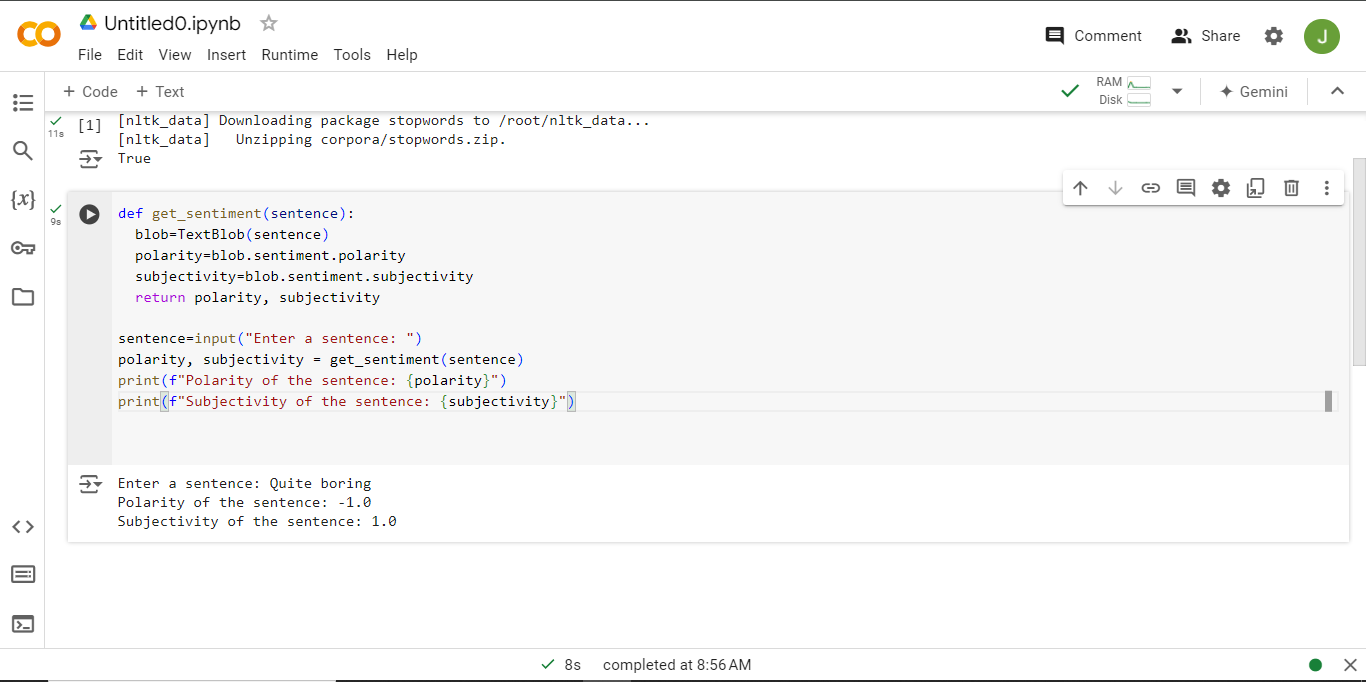 Untitled0.ipynb
File Edit View Insert Runtime Tools Help
Comment
Share
J
+ Code + Text
RAM
Disk
Gemini
11s
[1]
[nltk_data] Downloading package stopwords to /root/nltk_data...
[nltk_data]   Unzipping corpora/stopwords.zip.
True
{x}
9s
def get_sentiment(sentence):
  blob=TextBlob(sentence)
  polarity=blob.sentiment.polarity
  subjectivity=blob.sentiment.subjectivity
  return polarity, subjectivity
sentence=input("Enter a sentence: ")
polarity, subjectivity = get_sentiment(sentence)
print(f"Polarity of the sentence: {polarity}")
print(f"Subjectivity of the sentence: {subjectivity}")
Enter a sentence: Quite boring
Polarity of the sentence: -1.0
Subjectivity of the sentence: 1.0
8s completed at 8:56 AM